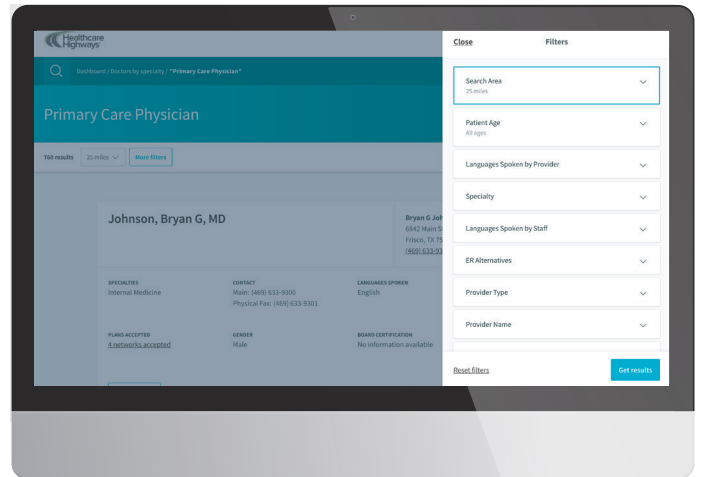 Healthcare
Highways
Dashboard / Doctors by specialty / "Primary Care Physician"
Primary Care Physician
760 results
25 miles
More filters
Johnson, Bryan G, MD
Bryan G Joh
6842 Main S
Frisco, TX 75
(469) 633-93
SPECIALTIES
Internal Medicine
CONTACT
Main: (469) 633-9300
Physical Fax: (469) 633-9301
LANGUAGES SPOKEN
English
PLANS ACCEPTED
4 networks accepted
GENDER
Male
BOARD CERTIFICATION
No information available
Close
Filters
Search Area
25 miles
Patient Age
All ages
Languages Spoken by Provider
Specialty
Languages Spoken by Staff
ER Alternatives
Provider Type
Provider Name
Reset filters
Get results